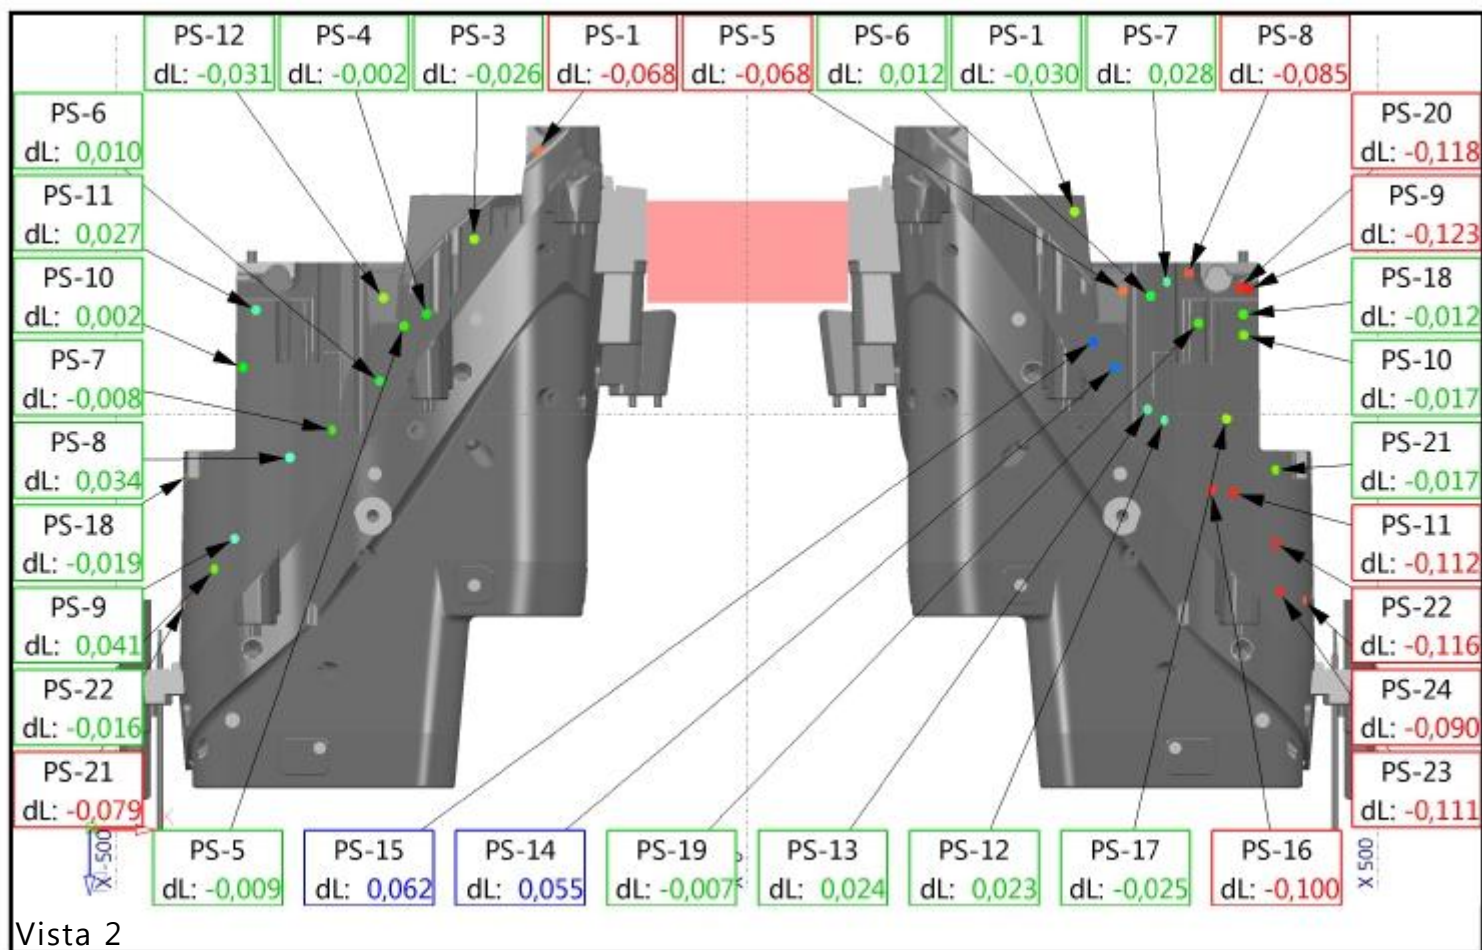 PS-12
dL: -0,031
PS-4
dL: -0,002
PS-3
dL: -0,026
PS-1
dL: -0,068
PS-5
dL: -0,068
PS-6
dL: 0,012
PS-1
dL: -0,030
PS-7
dL: 0,028
PS-8
dL: -0,085
PS-6
dL: 0,010
PS-11
dL: 0,027
PS-10
dL: 0,002
PS-7
dL: -0,008
PS-8
dL: 0,034
PS-18
dL: -0,019
PS-9
dL: 0,041
PS-22
dL: -0,016
PS-21
dL: -0,079
PS-20
dL: -0,118
PS-9
dL: -0,123
PS-18
dL: -0,012
PS-10
dL: -0,017
PS-21
dL: -0,017
PS-11
dL: -0,112
PS-22
dL: -0,116
PS-24
dL: -0,090
PS-23
dL: -0,111
PS-5
dL: -0,009
PS-15
dL: 0,062
PS-14
dL: 0,055
PS-19
dL: -0,007
PS-13
dL: 0,024
PS-12
dL: 0,023
PS-17
dL: -0,025
PS-16
dL: -0,100
X -500
X 500
Vista 2